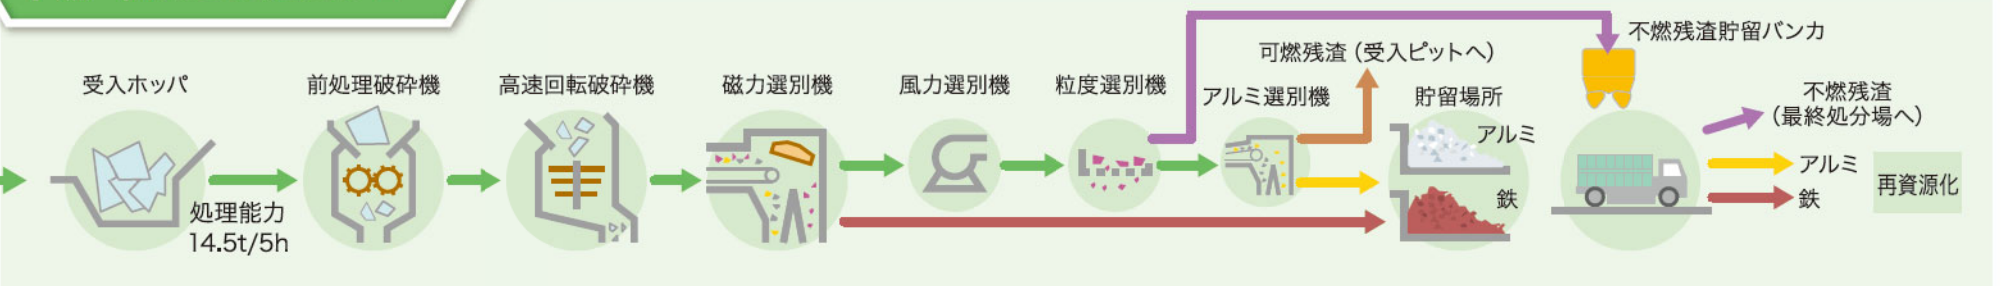 受入ホッパ
処理能力
14.5t/5h
前処理破砕機
高速回転破砕機
磁力選別機
風力選別機
粒度選別機
アルミ選別機
可燃残渣(受入ピットへ)
貯留場所
アルミ
鉄
不燃残渣貯留バンカ
不燃残渣
(最終処分場へ)
アルミ
鉄
再資源化